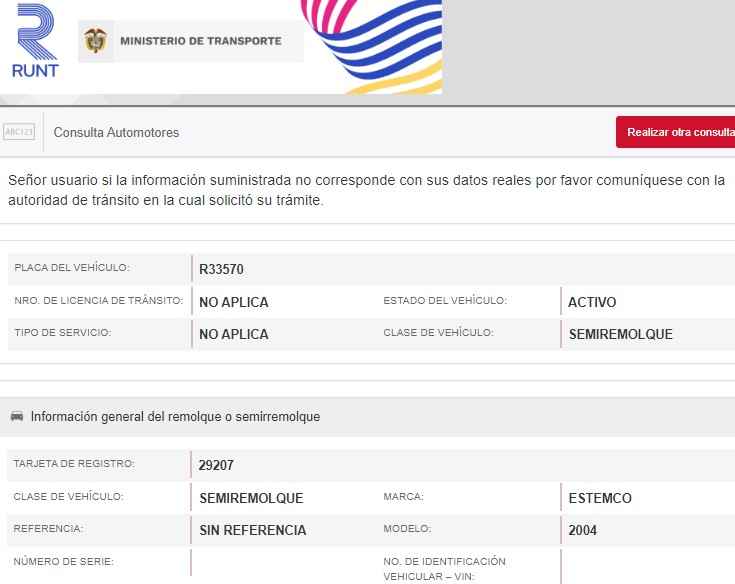 RUNT
MINISTERIO DE TRANSPORTE
ABC123
Consulta Automotores
Realizar otra consulta
Señor usuario si la información suministrada no corresponde con sus datos reales por favor comuníquese con la
autoridad de tránsito en la cual solicitó su trámite.
PLACA DEL VEHÍCULO: R33570
NRO. DE LICENCIA DE TRÁNSITO: NO APLICA ESTADO DEL VEHÍCULO: ACTIVO
TIPO DE SERVICIO: NO APLICA CLASE DE VEHÍCULO: SEMIREMOLQUE
Información general del remolque o semirremolque
TARJETA DE REGISTRO: 29207
CLASE DE VEHÍCULO: SEMIREMOLQUE MARCA: ESTEMCO
REFERENCIA: SIN REFERENCIA MODELO: 2004
NÚMERO DE SERIE: NO. DE IDENTIFICACIÓN
VEHICULAR – VIN: